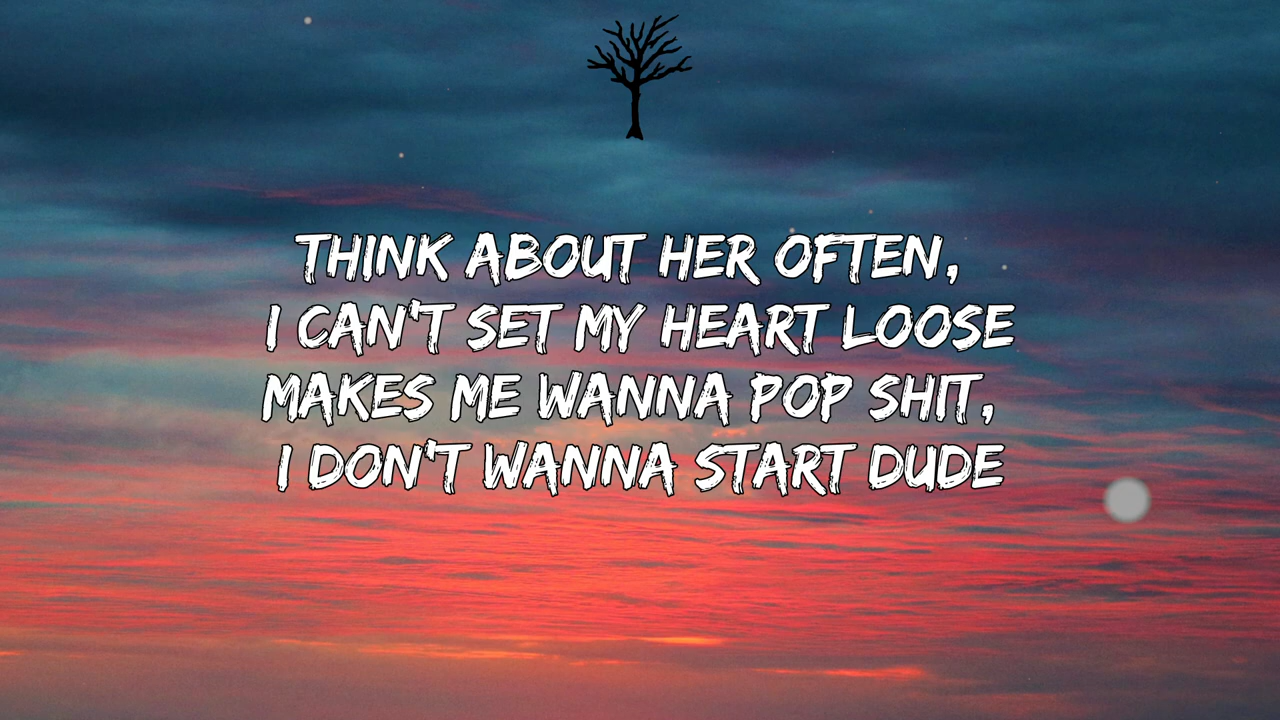 THINK ABOUT HER OFTEN,
I CAN'T SET MY HEART LOOSE
MAKES ME WANNA POP SHIT,
I DON'T WANNA START DUDE